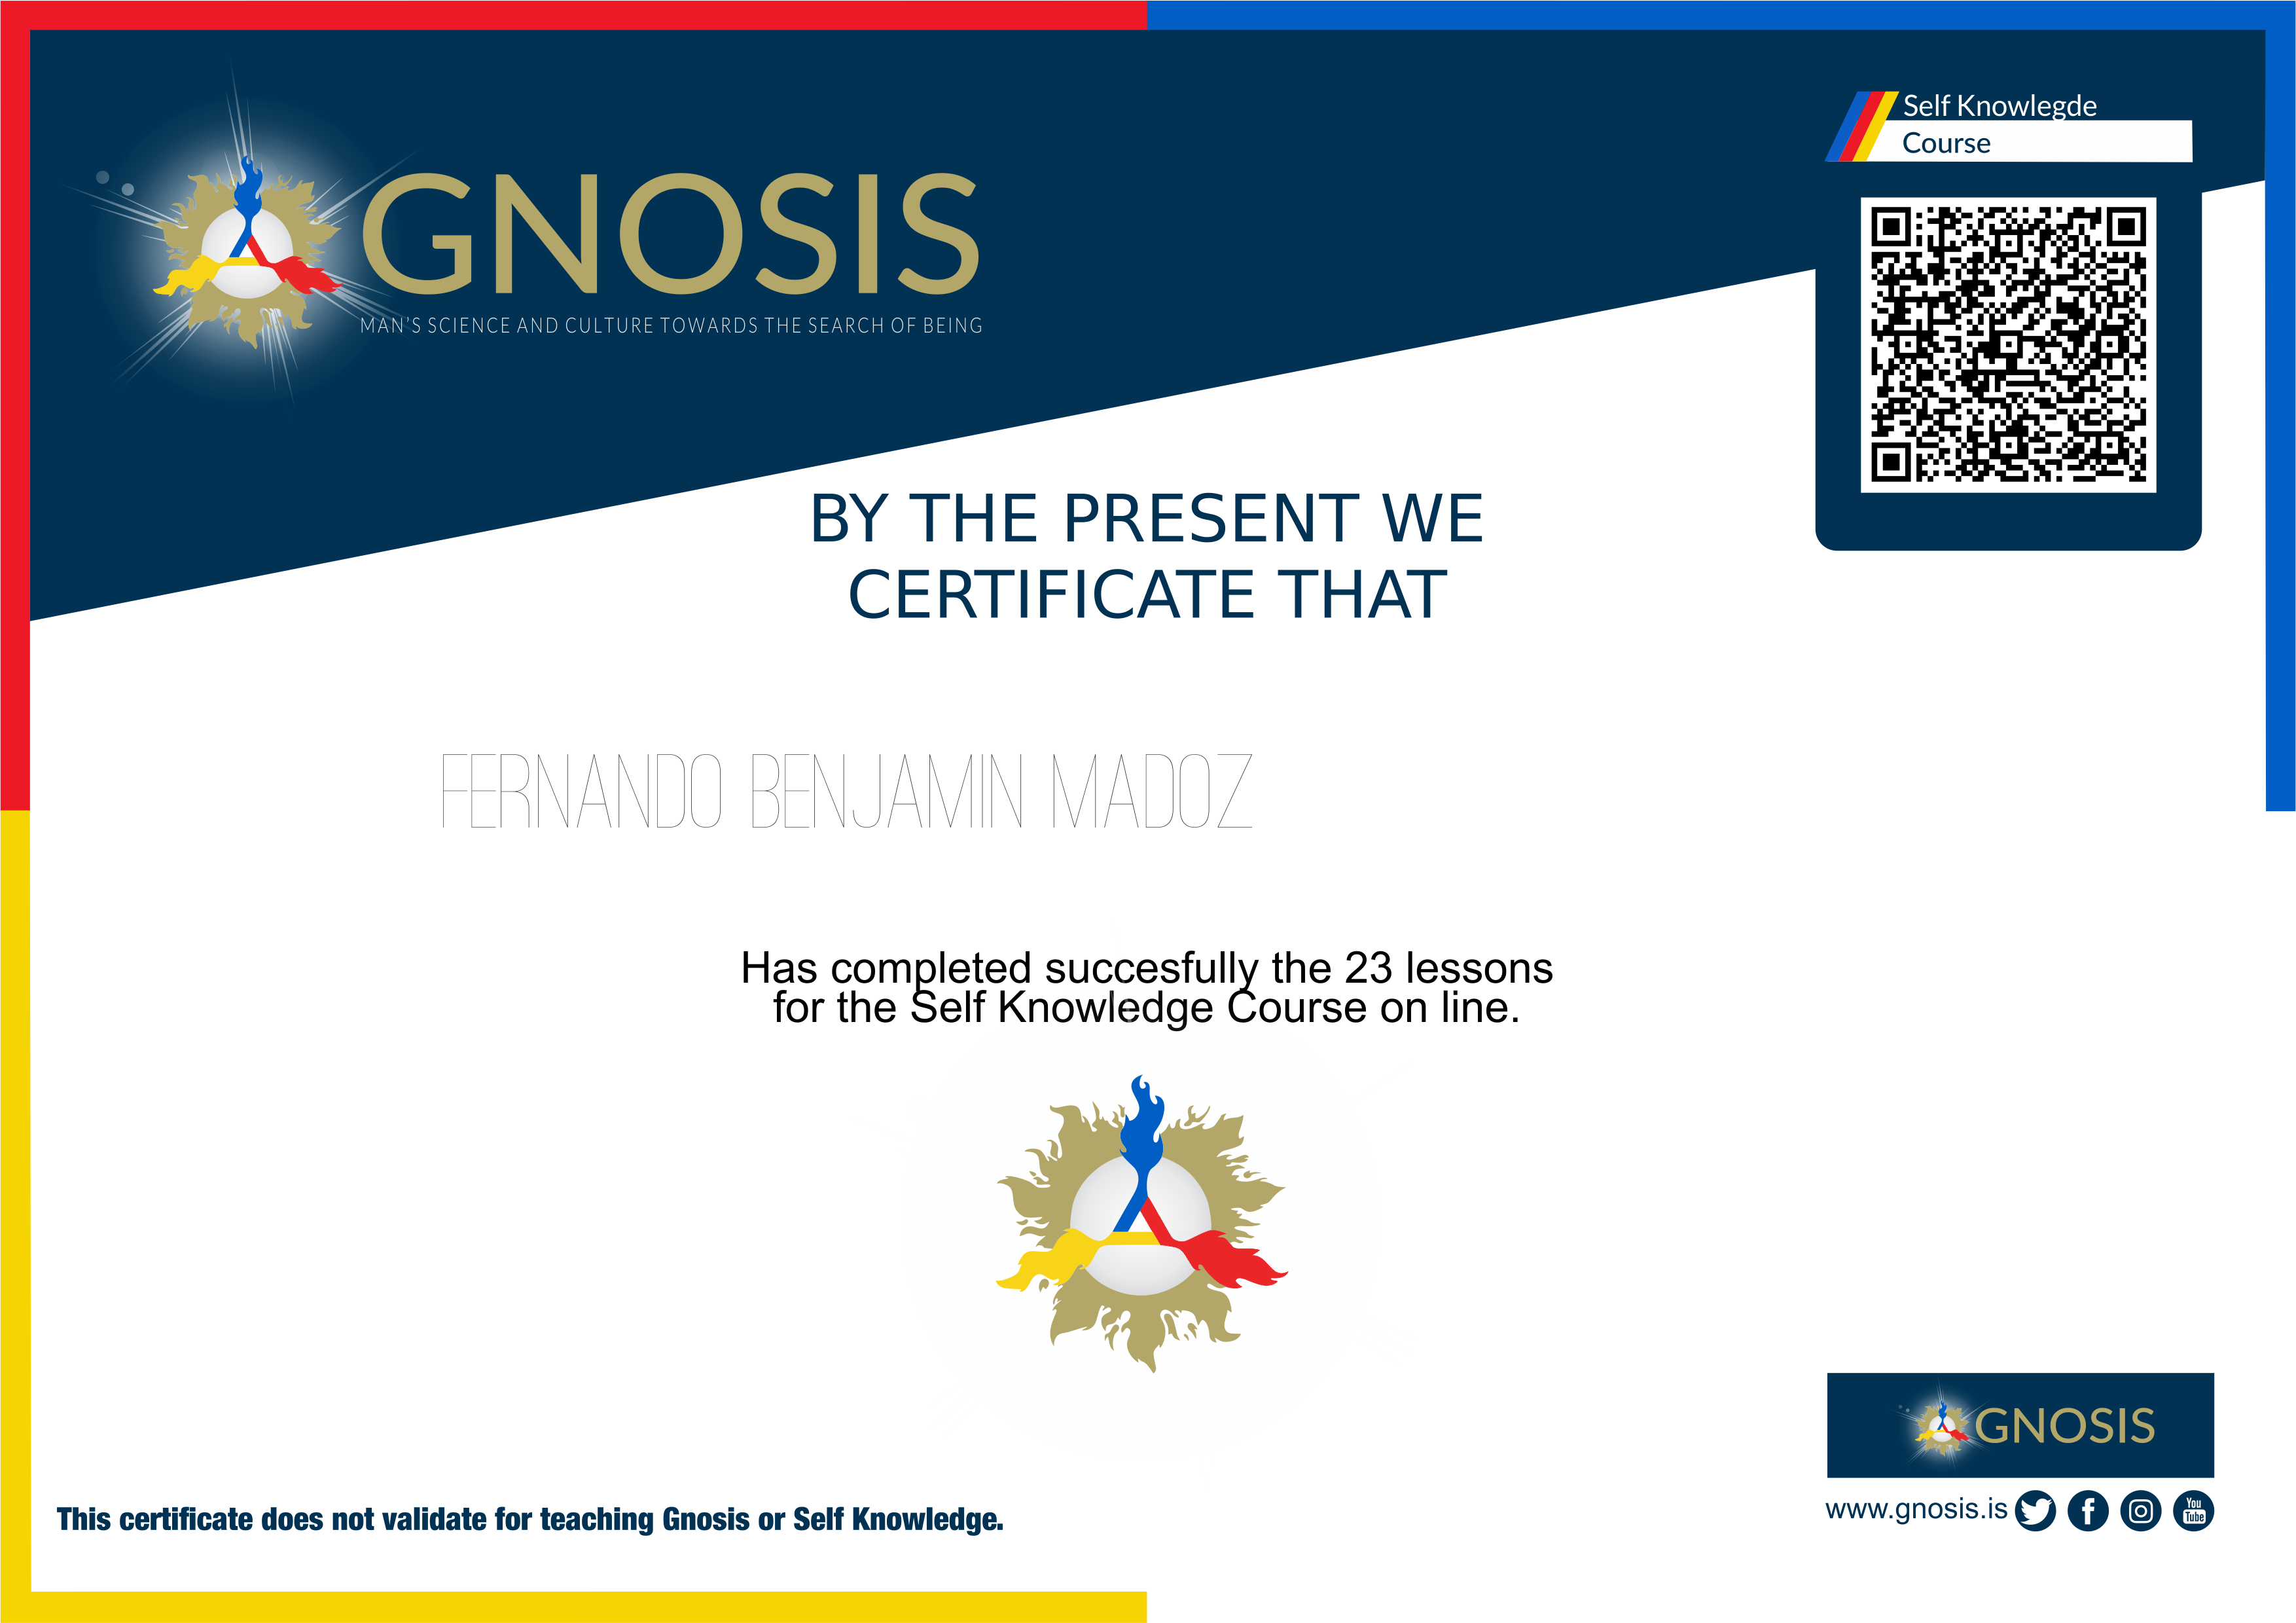 Self Knowlegde
Course
GNOSIS
MAN'S SCIENCE AND CULTURE TOWARDS THE SEARCH OF BEING
BY THE PRESENT WE
CERTIFICATE THAT
FERNANDO BENJAMIN MADOZ
Has completed succesfully the 23 lessons
for the Self Knowledge Course on line.
GNOSIS
www.gnosis.is
You
Tube
This certificate does not validate for teaching Gnosis or Self Knowledge.